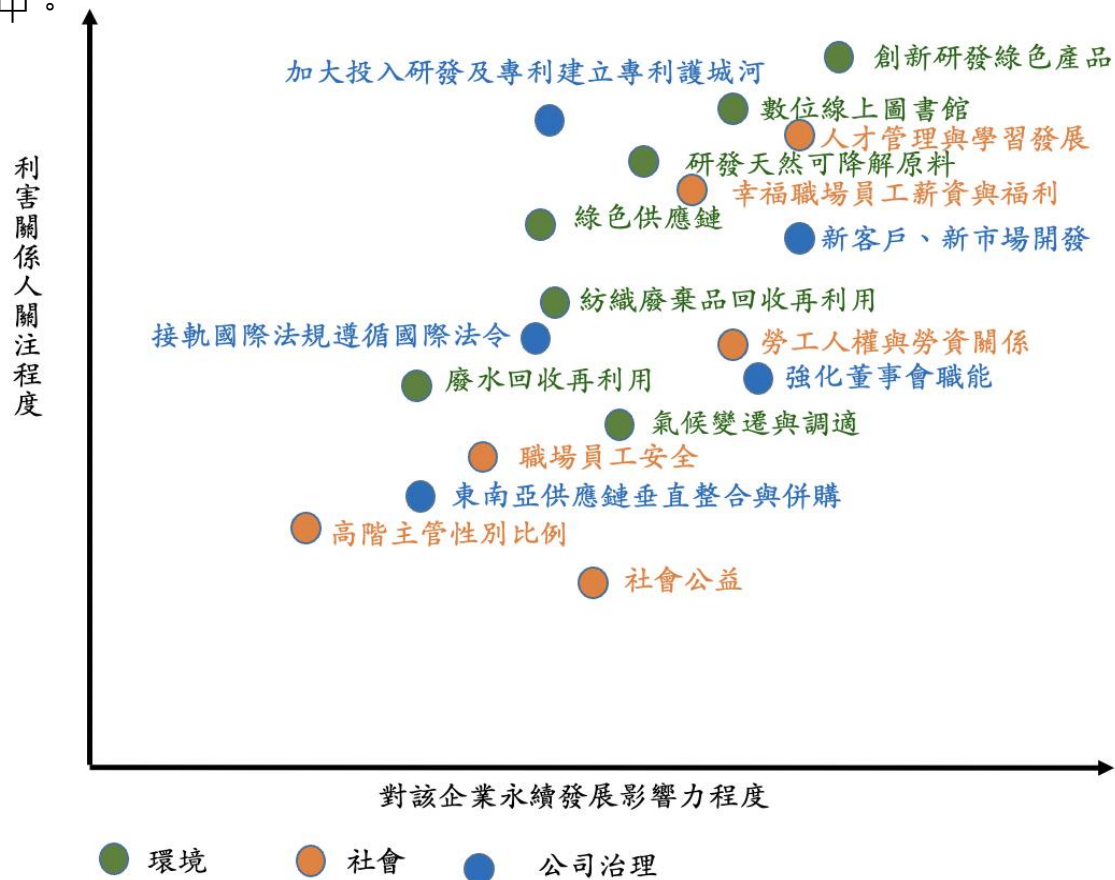 中。
創新研發綠色產品
加大投入研發及專利建立專利護城河
數位線上圖書館
人才管理與學習發展
研發天然可降解原料
幸福職場員工薪資與福利
綠色供應鏈
新客戶、新市場開發
紡織廢棄品回收再利用
接軌國際法規遵循國際法令
勞工人權與勞資關係
廢水回收再利用
強化董事會職能
氣候變遷與調適
職場員工安全
東南亞供應鏈垂直整合與併購
高階主管性別比例
社會公益
利害關係人關注程度
對該企業永續發展影響力程度
環境 社會 公司治理